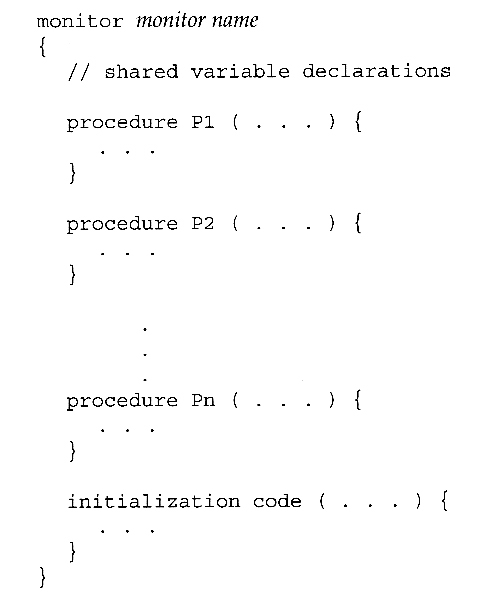 monitor monitor name
{
// shared variable declarations
procedure P1 ( . . . ) {
. . .
}
procedure P2 ( . . . ) {
. . .
}
.
.
.
procedure Pn ( . . . ) {
. . .
}
initialization code ( . . . ) {
. . .
}
}